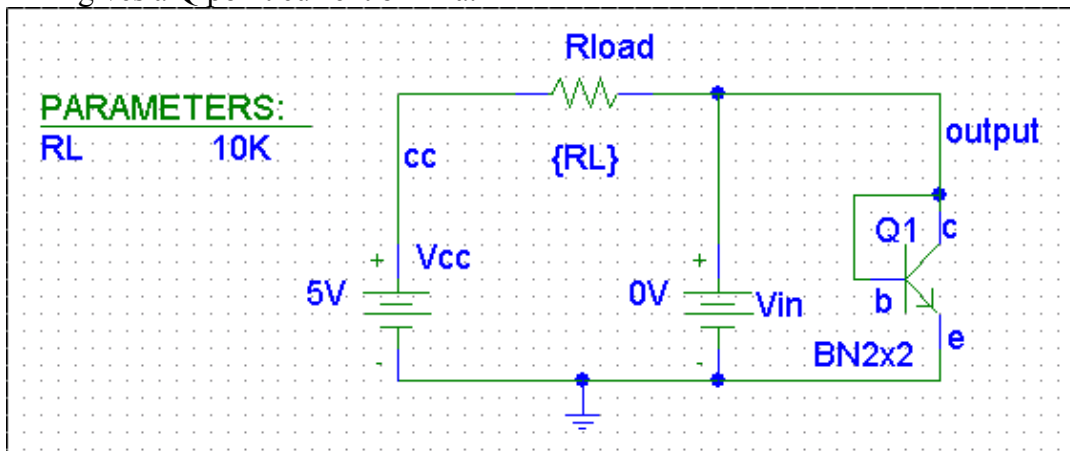 Rload
PARAMETERS:
RL 10K
cc
{RL}
output
Q1
c
+ Vcc
+
5V
0V
Vin
b
- -
e
BN2x2